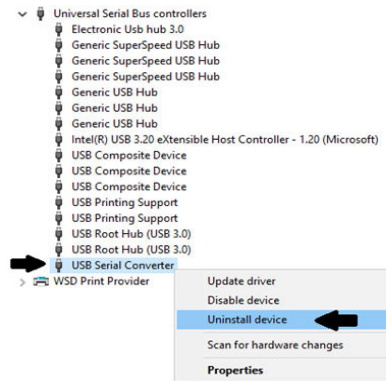 Universal Serial Bus controllers
Electronic Usb hub 3.0
Generic SuperSpeed USB Hub
Generic SuperSpeed USB Hub
Generic SuperSpeed USB Hub
Generic USB Hub
Generic USB Hub
Generic USB Hub
Intel(R) USB 3.20 eXtensible Host Controller - 1.20 (Microsoft)
USB Composite Device
USB Composite Device
USB Composite Device
USB Printing Support
USB Printing Support
USB Root Hub (USB 3.0)
USB Root Hub (USB 3.0)
USB Serial Converter
WSD Print Provider
Update driver
Disable device
Uninstall device
Scan for hardware changes
Properties